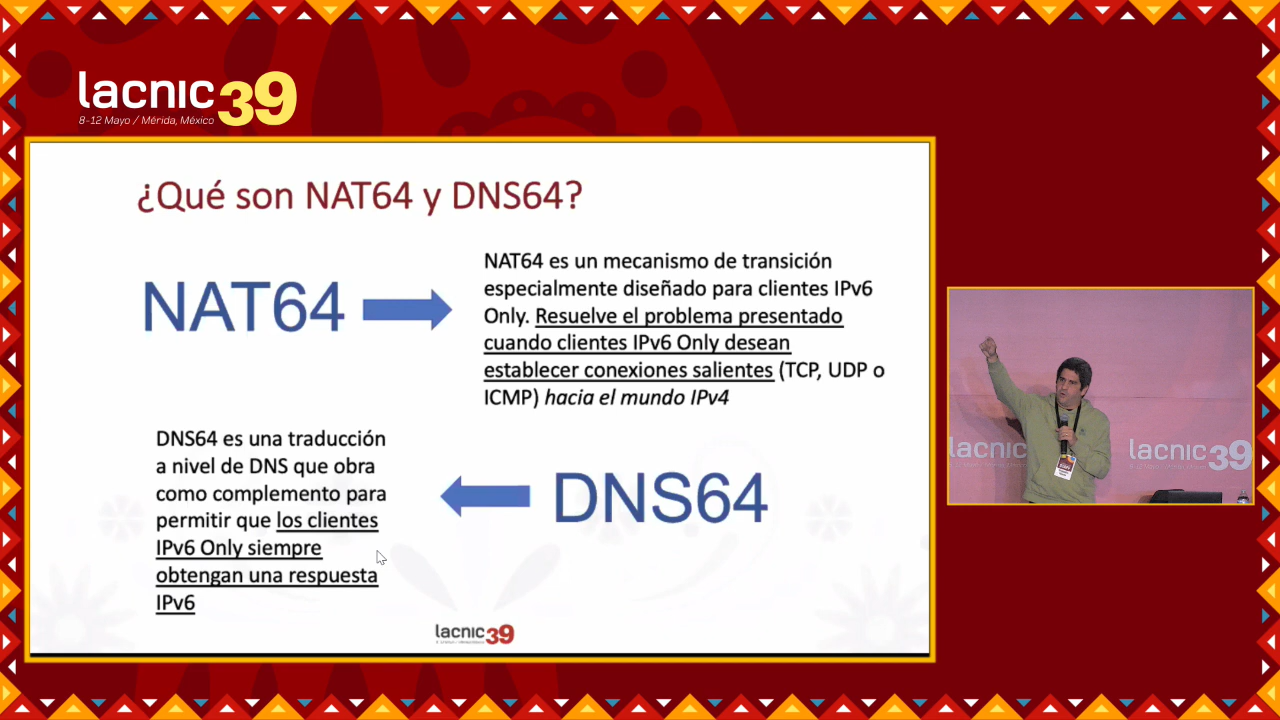 lacnic39
8-12 Mayo / Mérida, México
¿Qué son NAT64 y DNS64?
NAT64
NAT64 es un mecanismo de transición
especialmente diseñado para clientes IPv6
Only. Resuelve el problema presentado
cuando clientes IPv6 Only desean
establecer conexiones salientes (TCP, UDP o
ICMP) hacia el mundo IPv4
DNS64 es una traducción
a nivel de DNS que obra
como complemento para
permitir que los clientes
IPv6 Only siempre
obtengan una respuesta
IPv6
DNS64
lacnic39
lacnic
lacnic39